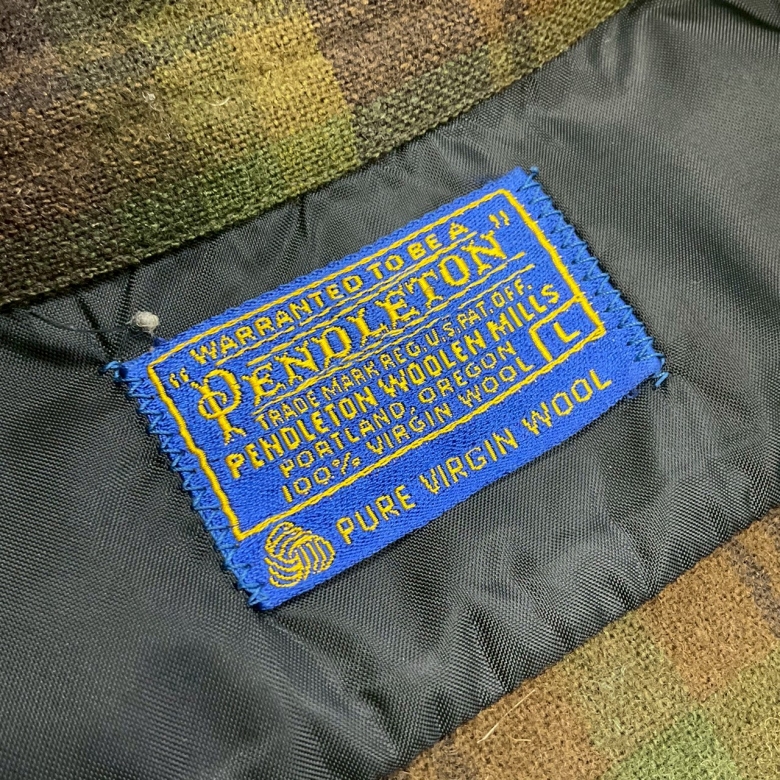 WARRANTED TO BE A
"PENDLETON"
TRADE MARK REG. U.S. PAT. OFF.
PENDLETON WOOLEN MILLS
PORTLAND, OREGON
100% VIRGIN WOOL
L
PURE VIRGIN WOOL